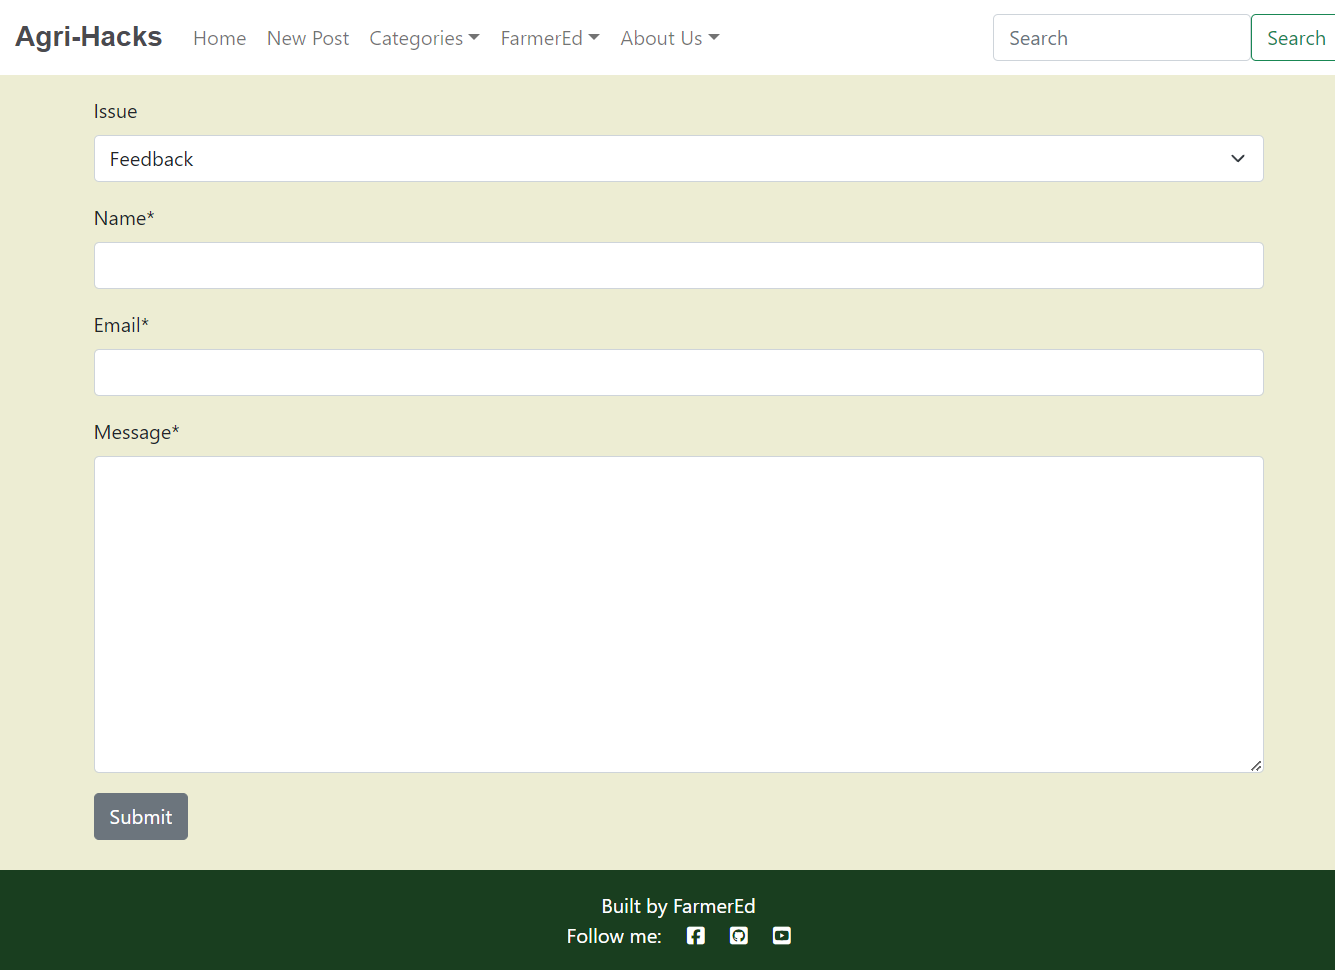 Agri-Hacks Home New Post Categories FarmerEd About Us Search Search
Issue
Feedback
Name*
Email*
Message*
Submit
Built by FarmerEd
Follow me: